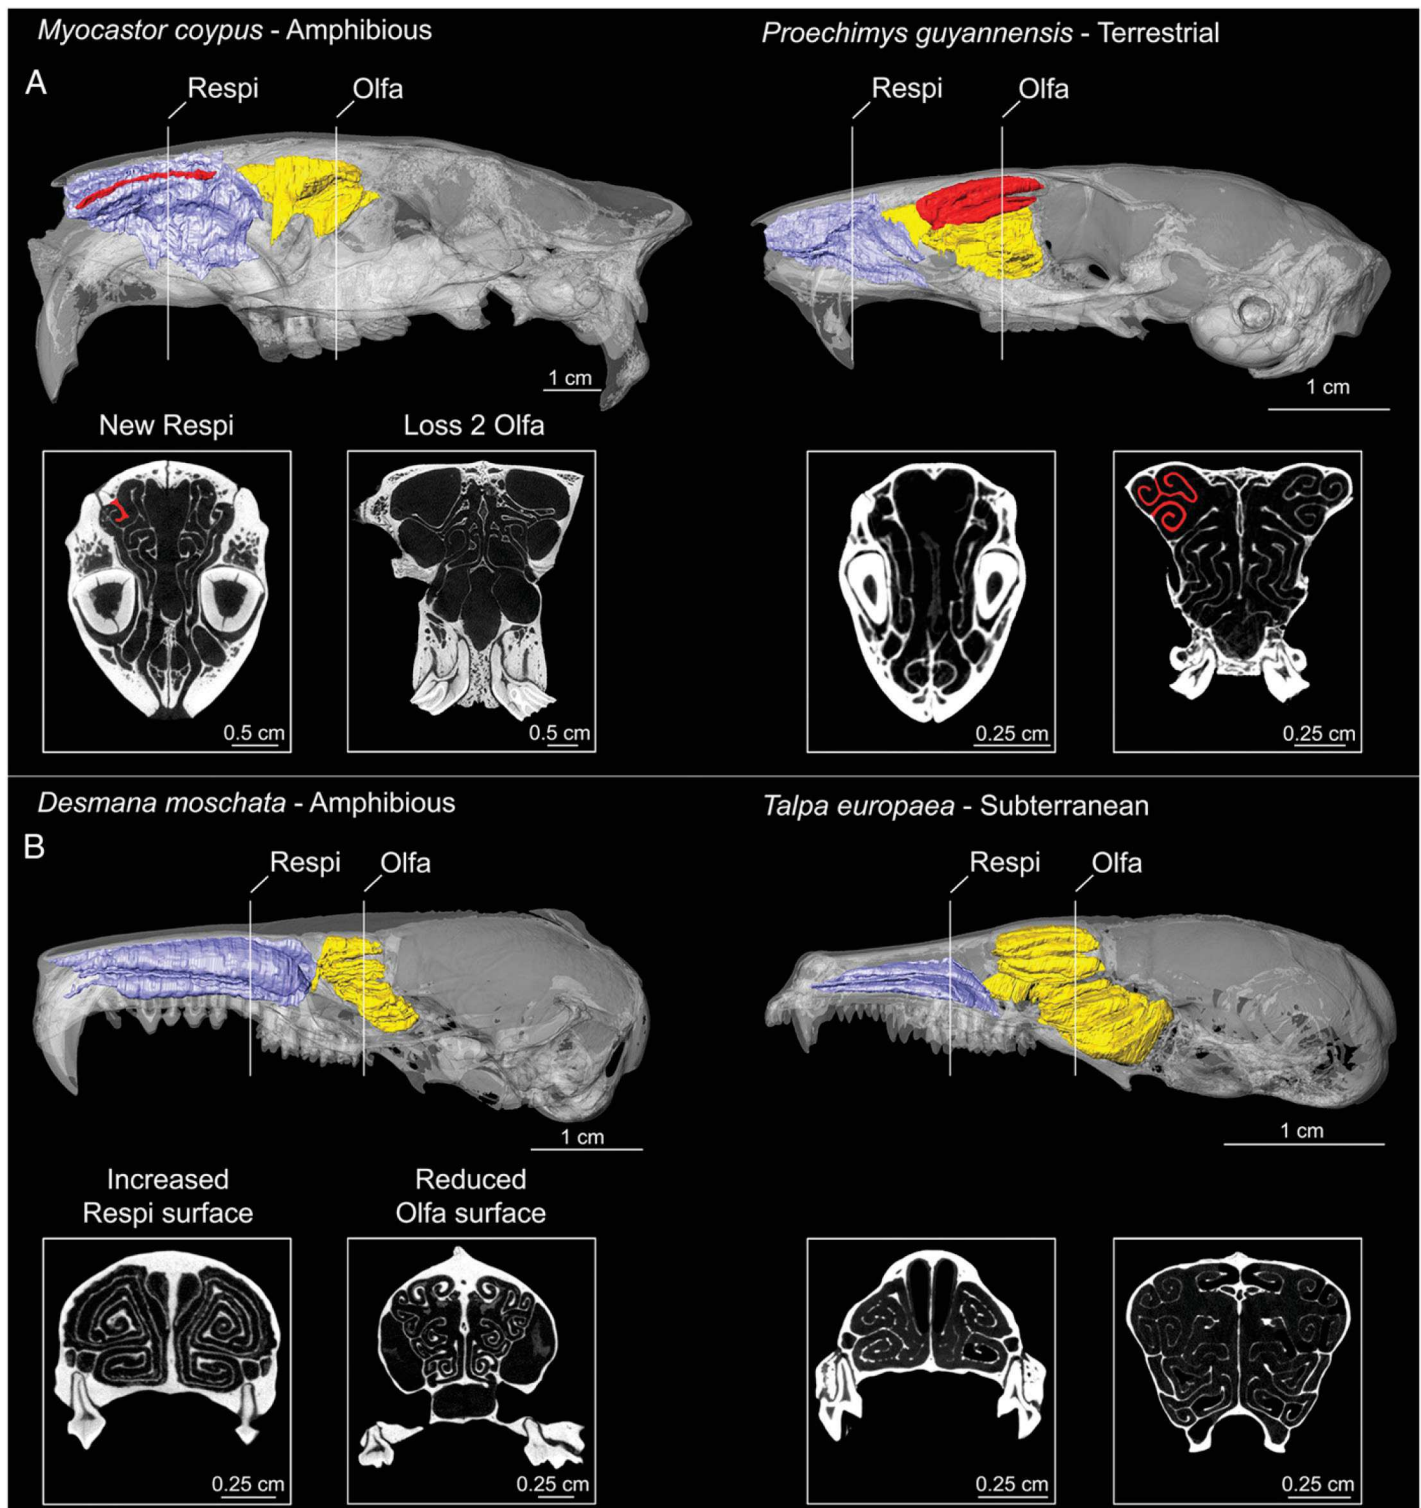 Myocastor coypus - Amphibious
Proechimys guyannensis - Terrestrial
A
Respi
Olfa
Respi
Olfa
1 cm
1 cm
New Respi
Loss 2 Olfa
0.5 cm
0.5 cm
0.25 cm
0.25 cm
Desmana moschata - Amphibious
Talpa europaea - Subterranean
B
Respi
Olfa
Respi
Olfa
1 cm
1 cm
Increased
Respi surface
Reduced
Olfa surface
0.25 cm
0.25 cm
0.25 cm
0.25 cm